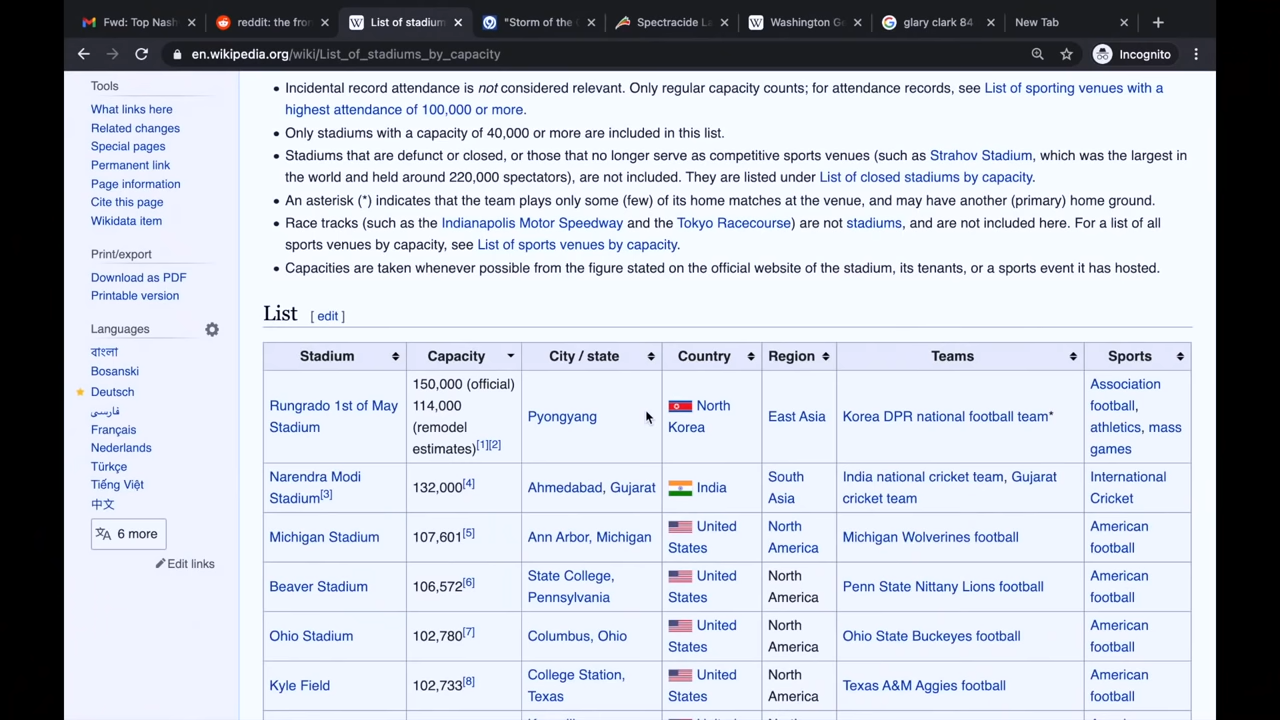 Fwd: Top Nash
reddit: the fron
List of stadium
"Storm of the
Spectracide La
Washington Ge
glary clark 84
New Tab
en.wikipedia.org/wiki/List_of_stadiums_by_capacity
Incognito
Tools
What links here
Related changes
Special pages
Permanent link
Page information
Cite this page
Wikidata item
Print/export
Download as PDF
Printable version
Languages
বাংলা
Bosanski
Deutsch
فارسی
Français
Nederlands
Türkçe
Tiếng Việt
中文
6 more
Edit links
Incidental record attendance is not considered relevant. Only regular capacity counts; for attendance records, see List of sporting venues with a
highest attendance of 100,000 or more.
Only stadiums with a capacity of 40,000 or more are included in this list.
Stadiums that are defunct or closed, or those that no longer serve as competitive sports venues (such as Strahov Stadium, which was the largest in
the world and held around 220,000 spectators), are not included. They are listed under List of closed stadiums by capacity.
An asterisk (*) indicates that the team plays only some (few) of its home matches at the venue, and may have another (primary) home ground.
Race tracks (such as the Indianapolis Motor Speedway and the Tokyo Racecourse) are not stadiums, and are not included here. For a list of all
sports venues by capacity, see List of sports venues by capacity.
Capacities are taken whenever possible from the figure stated on the official website of the stadium, its tenants, or a sports event it has hosted.
List [ edit ]
Stadium Capacity City / state Country Region Teams Sports
Rungrado 1st of May
Stadium
150,000 (official)
114,000
(remodel
estimates)[1][2]
Pyongyang
North
Korea
East Asia
Korea DPR national football team*
Association
football,
athletics, mass
games
Narendra Modi
Stadium[3]
132,000[4]
Ahmedabad, Gujarat
India
South
Asia
India national cricket team, Gujarat
cricket team
International
Cricket
Michigan Stadium
107,601[5]
Ann Arbor, Michigan
United
States
North
America
Michigan Wolverines football
American
football
Beaver Stadium
106,572[6]
State College,
Pennsylvania
United
States
North
America
Penn State Nittany Lions football
American
football
Ohio Stadium
102,780[7]
Columbus, Ohio
United
States
North
America
Ohio State Buckeyes football
American
football
Kyle Field
102,733[8]
College Station,
Texas
United
States
North
America
Texas A&M Aggies football
American
football